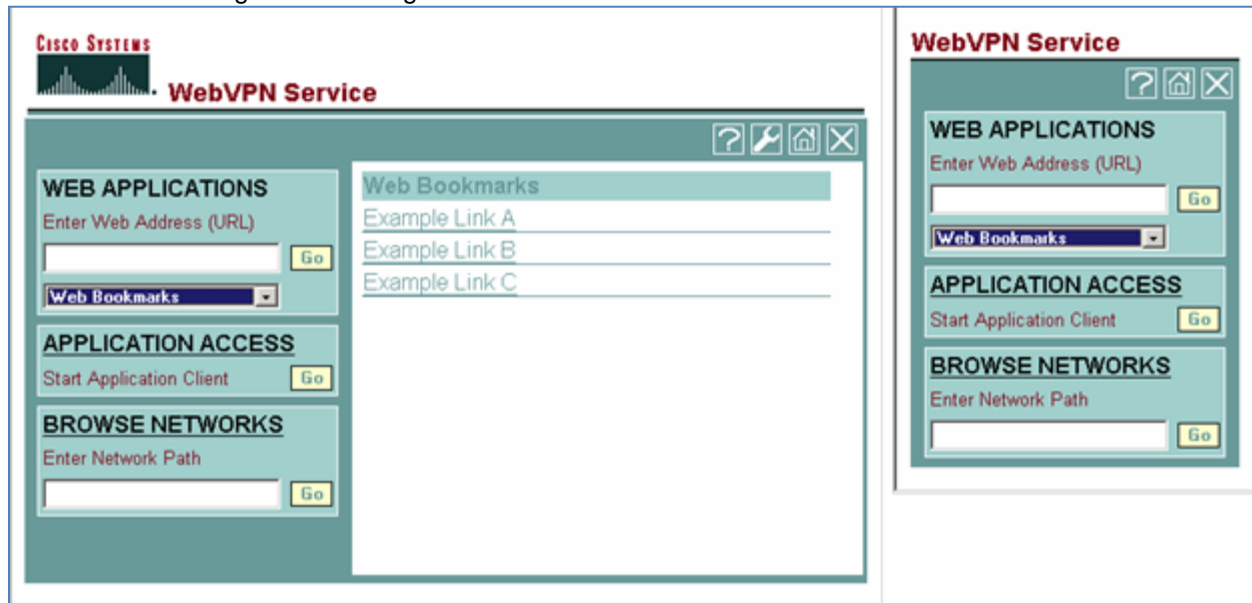 CISCO SYSTEMS
WebVPN Service
WEB APPLICATIONS
Enter Web Address (URL)
Go
Web Bookmarks
APPLICATION ACCESS
Start Application Client Go
BROWSE NETWORKS
Enter Network Path
Go
Web Bookmarks
Example Link A
Example Link B
Example Link C
WebVPN Service
WEB APPLICATIONS
Enter Web Address (URL)
Go
Web Bookmarks
APPLICATION ACCESS
Start Application Client Go
BROWSE NETWORKS
Enter Network Path
Go